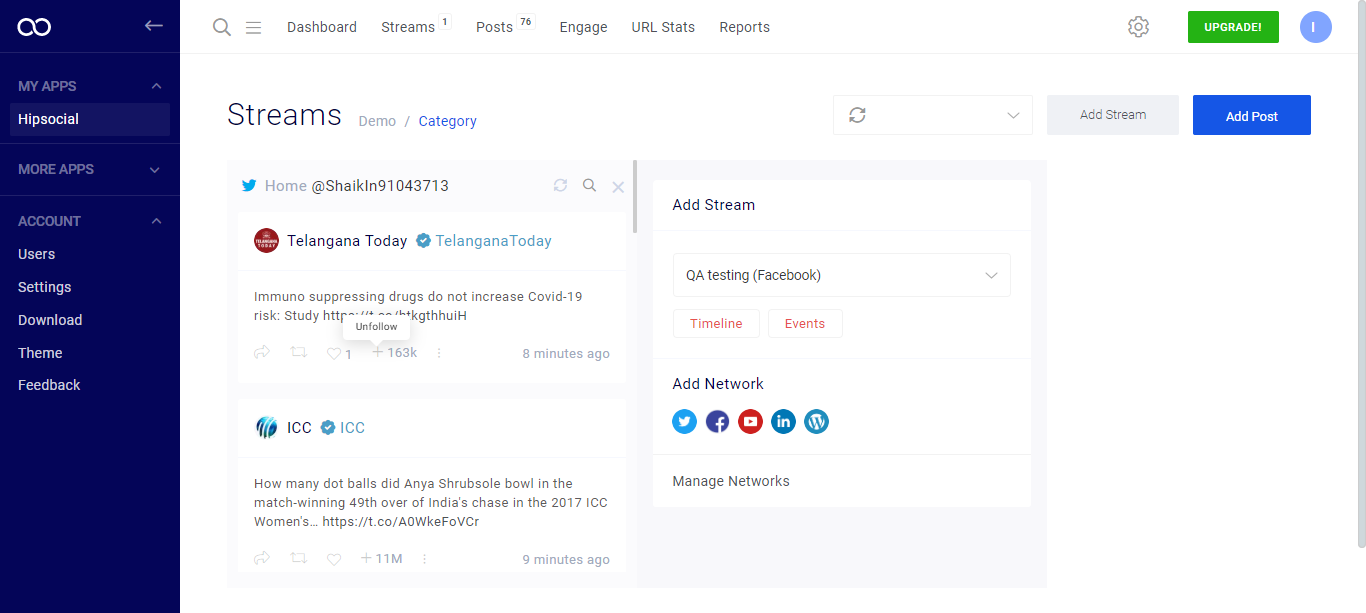 Dashboard
Streams 1
Posts 76
Engage
URL Stats
Reports
UPGRADE!
I
MY APPS
Hipsocial
MORE APPS
ACCOUNT
Users
Settings
Download
Theme
Feedback
Streams
Demo / Category
Add Stream
Add Post
Home @ShaikIn91043713
Telangana Today TelanganaToday
Immuno suppressing drugs do not increase Covid-19
risk: Study
Unfollow
1
163k
8 minutes ago
ICC ICC
How many dot balls did Anya Shrubsole bowl in the
match-winning 49th over of India's chase in the 2017 ICC
Women's… https://t.co/A0WkeFoVCr
11M
9 minutes ago
Add Stream
QA testing (Facebook)
Timeline
Events
Add Network
Manage Networks